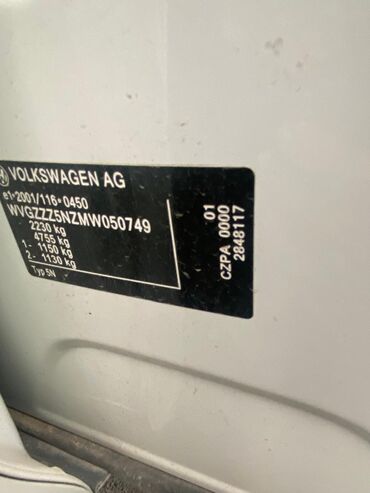 VOLKSWAGEN AG
e1*2001/116*0450
WVGZZZ5NZMW050749
2230 kg
4755 kg
1- 1150 kg
2- 1130 kg
Typ 5N
01
CZPA 0000
2848117